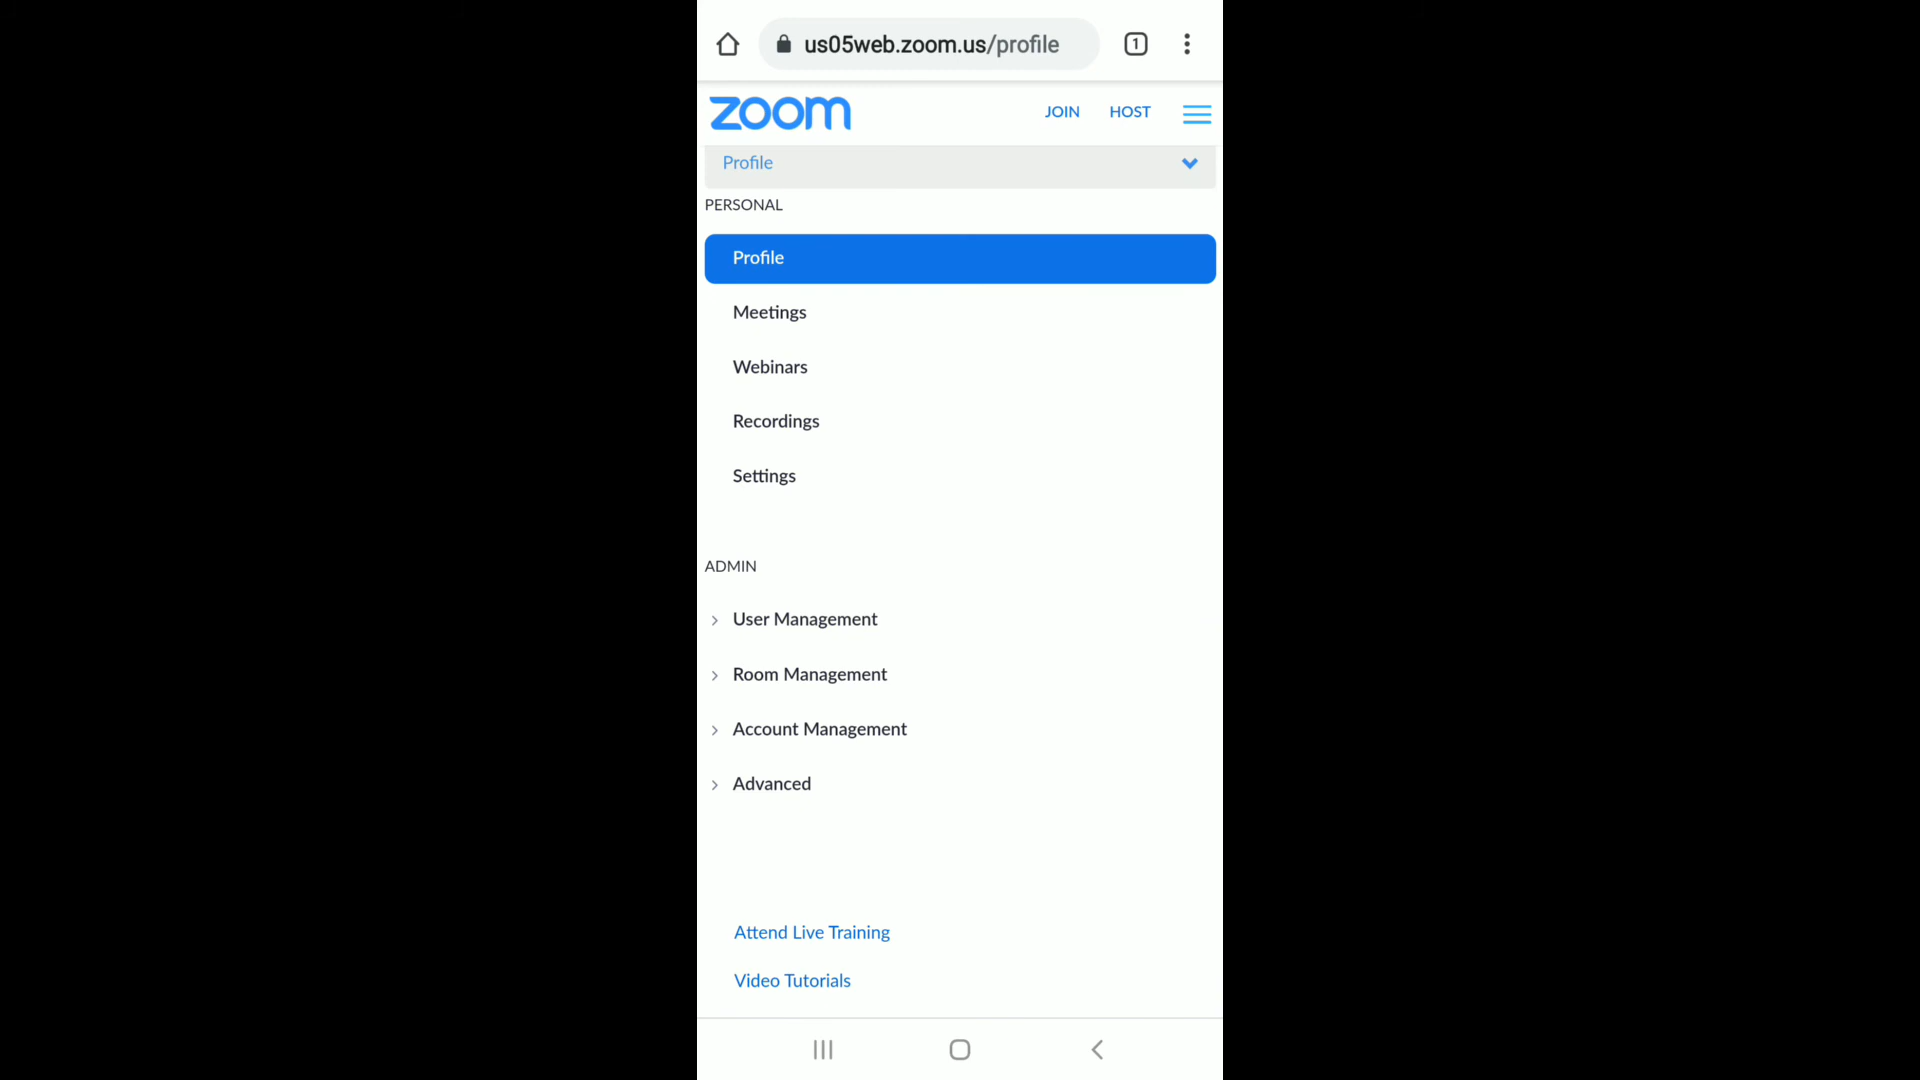 us05web.zoom.us/profile
1
zoom
JOIN HOST
Profile
PERSONAL
Profile
Meetings
Webinars
Recordings
Settings
ADMIN
User Management
Room Management
Account Management
Advanced
Attend Live Training
Video Tutorials